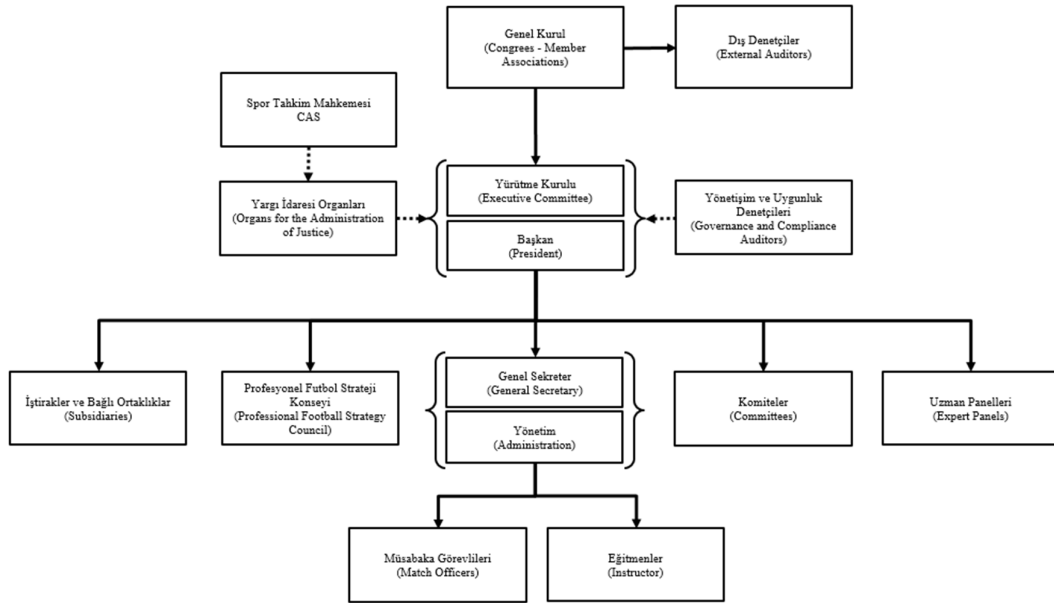 Genel Kurul
(Congrees - Member
Associations)
Dış Denetçiler
(External Auditors)
Spor Tahkim Mahkemesi
CAS
Yargı İdaresi Organları
(Organs for the Administration
of Justice)
Yürütme Kurulu
(Executive Committee)
Başkan
(President)
Yönetişim ve Uygunluk
Denetçileri
(Governance and Compliance
Auditors)
İştirakler ve Bağlı Ortaklıklar
(Subsidiaries)
Profesyonel Futbol Strateji
Konseyi
(Professional Football Strategy
Council)
Genel Sekreter
(General Secretary)
Yönetim
(Administration)
Komiteler
(Committees)
Uzman Panelleri
(Expert Panels)
Müsabaka Görevlileri
(Match Officers)
Eğitmenler
(Instructor)